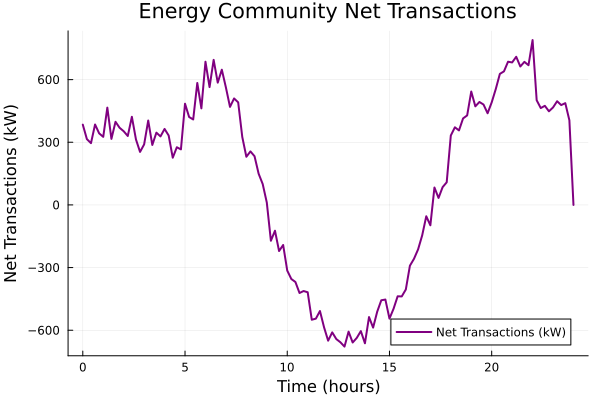 Energy Community Net Transactions
Net Transactions (kW)
600
300
0
−300
−600
0
5
10
15
20
Time (hours)
Net Transactions (kW)